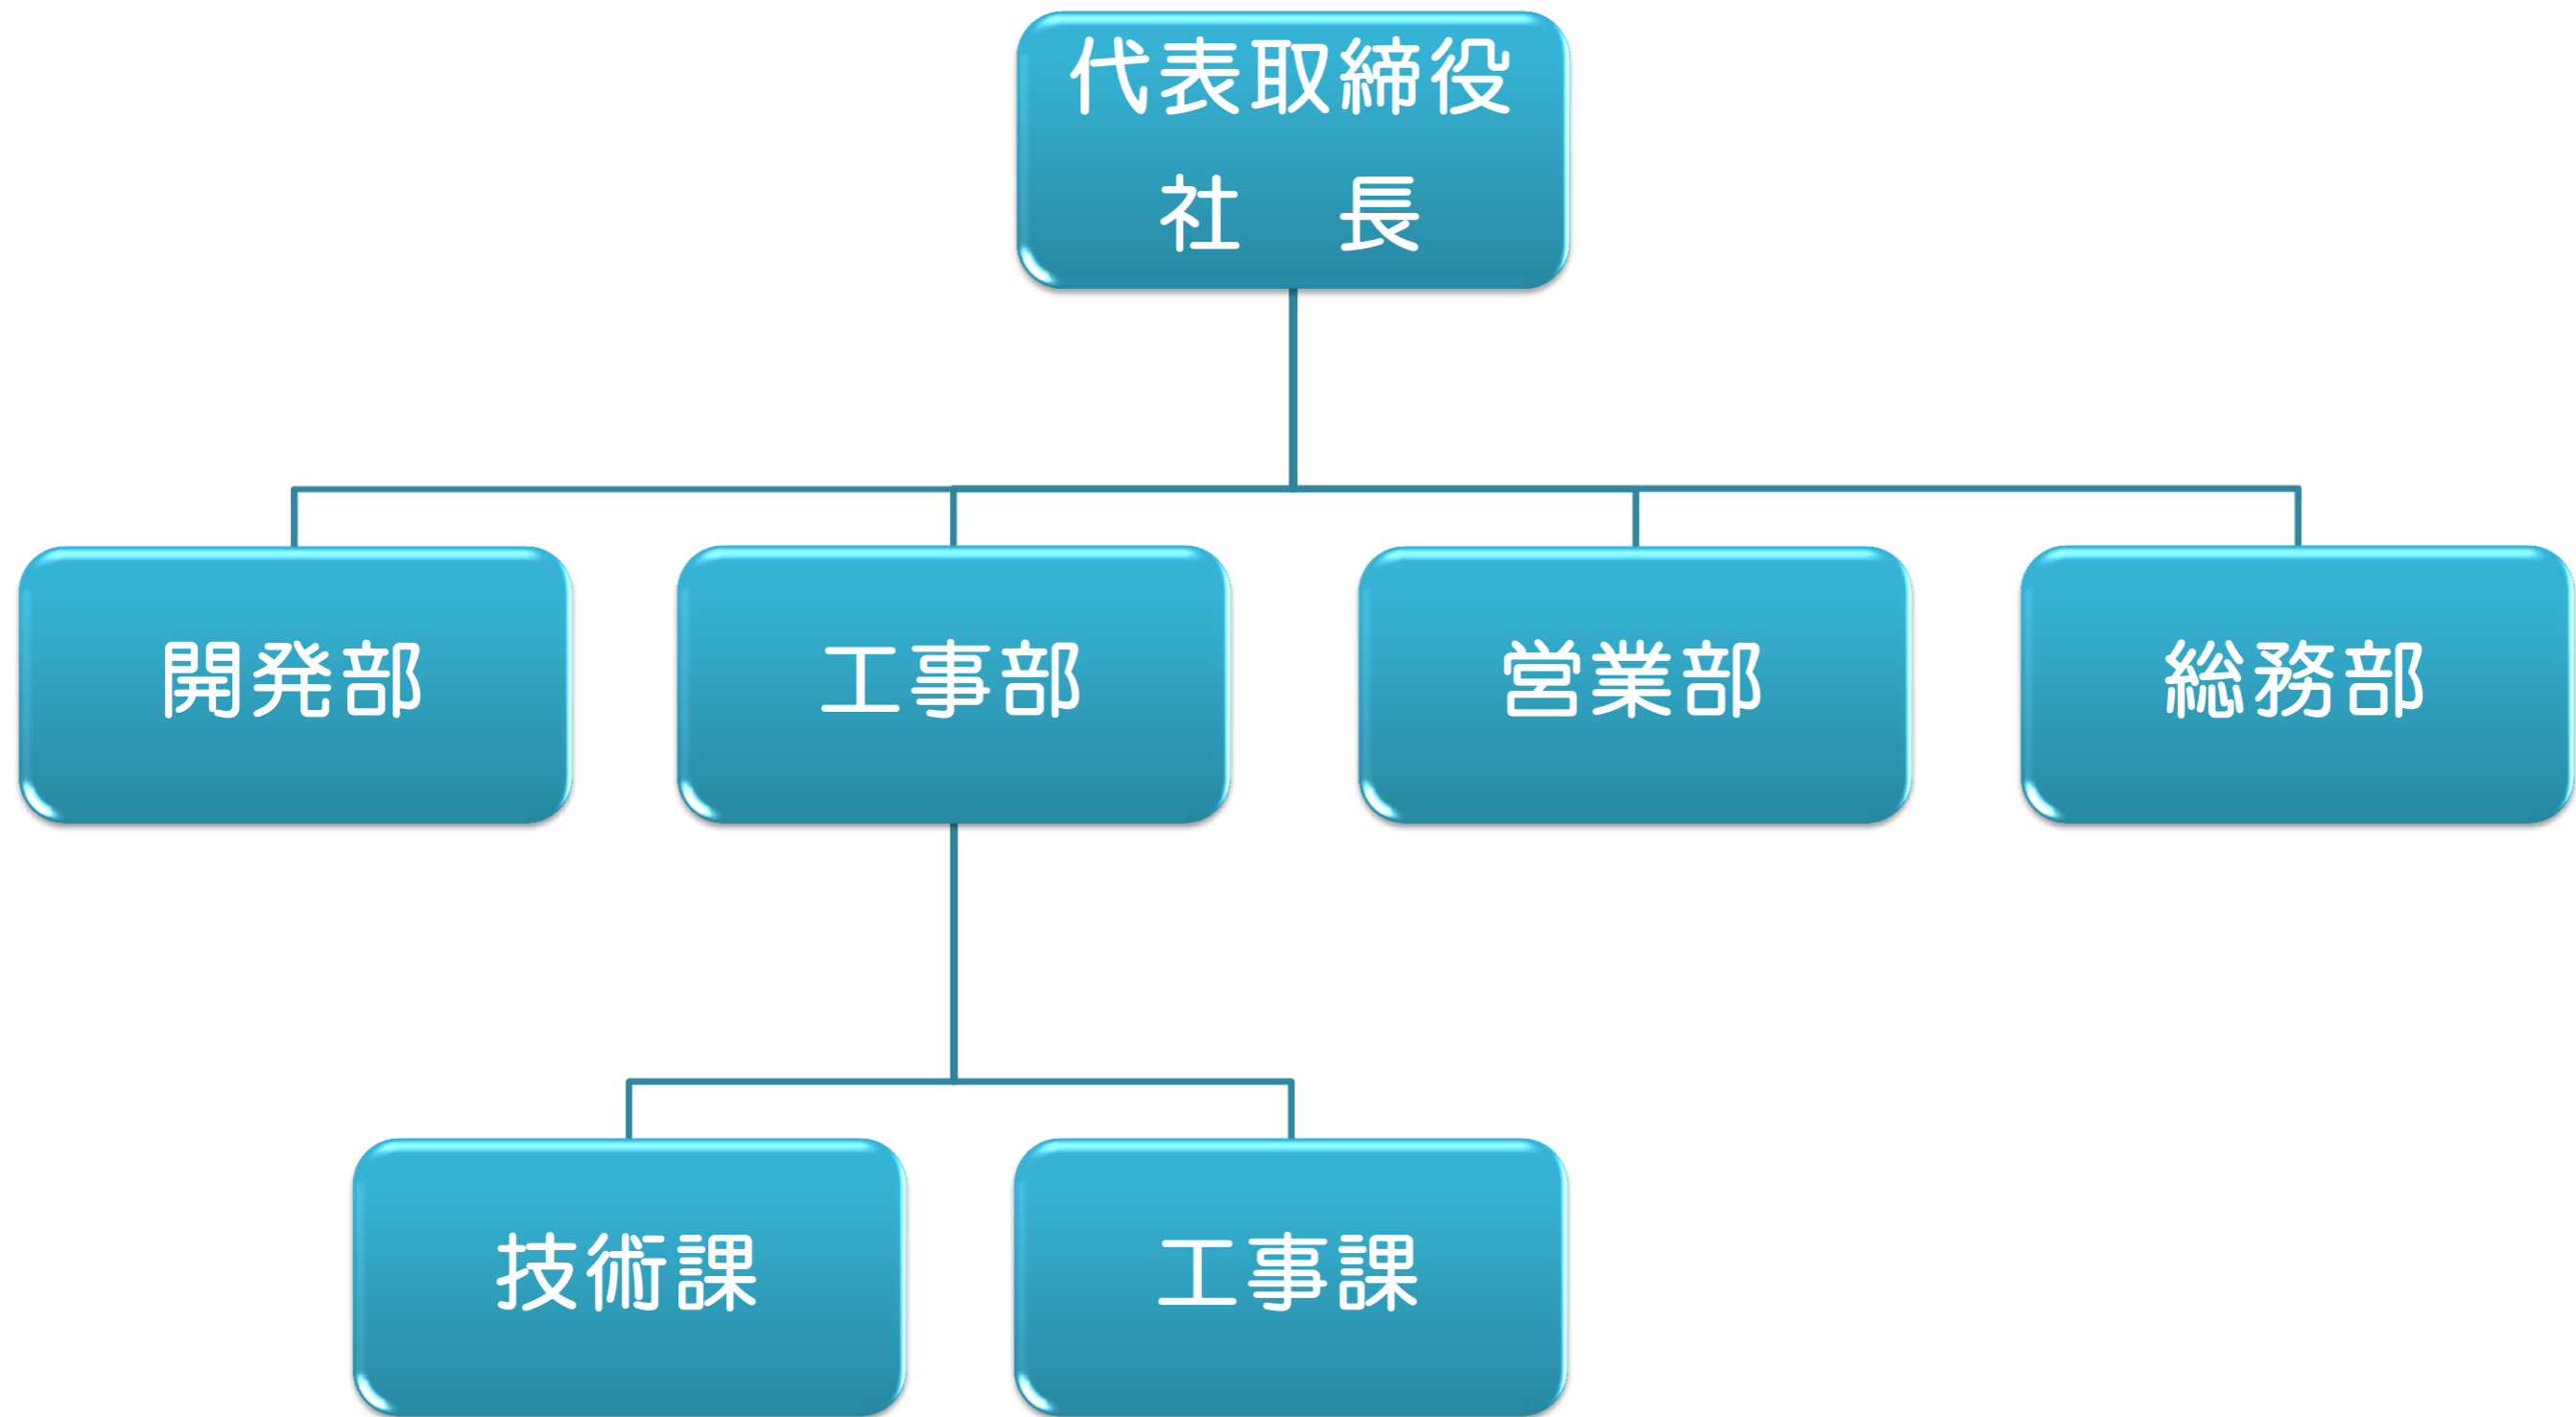 代表取締役
社　長
開発部
工事部
営業部
総務部
技術課
工事課